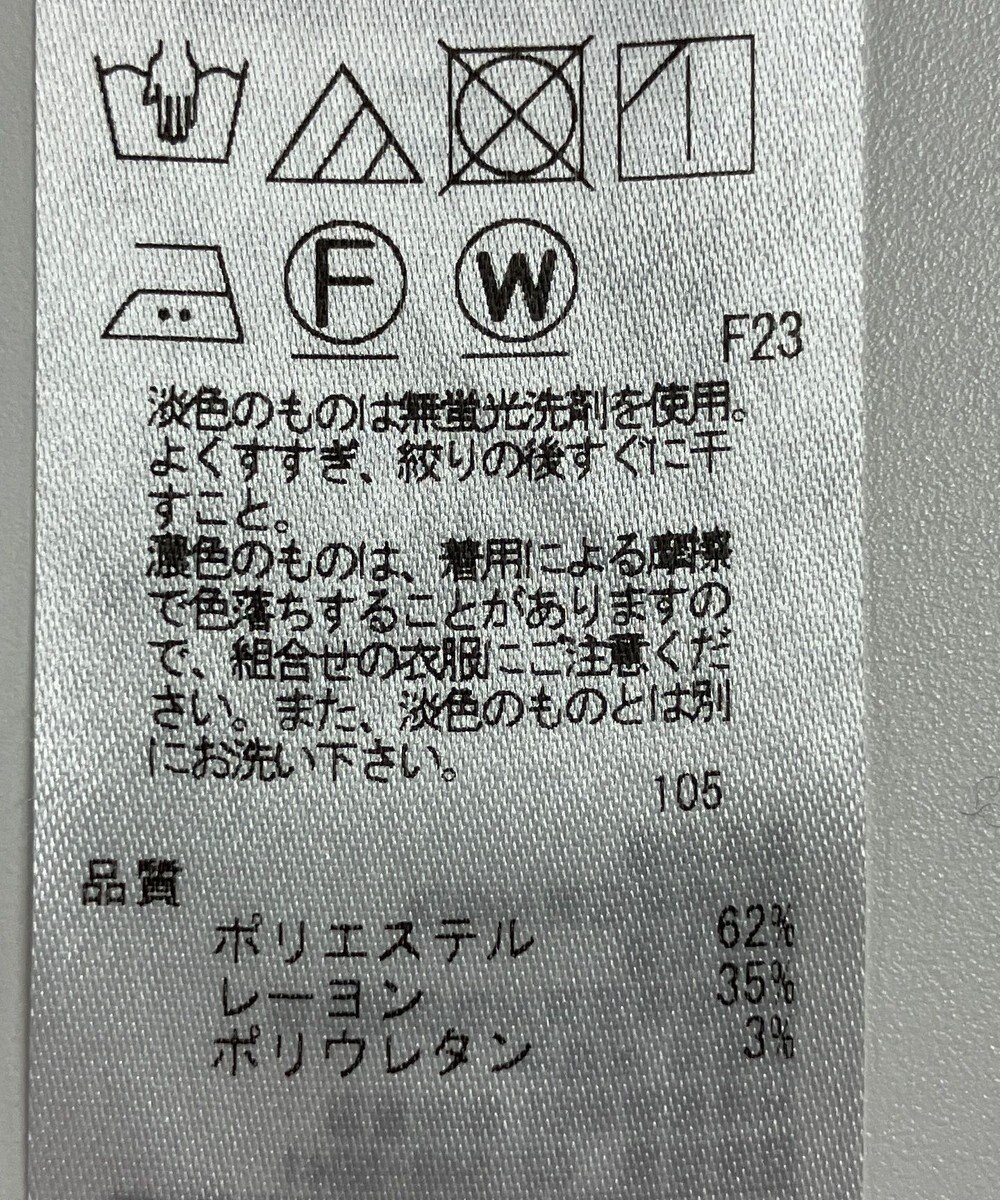 F W
F23
淡色のものは無蛍光洗剤を使用。
よくすすぎ、絞りの後すぐに干
すこと。
濃色のものは、着用による摩擦
で色落ちすることがありますの
で、組合せの衣服にご注意くだ
さい。また、淡色のものとは別
にお洗い下さい。
105
品質
ポリエステル 62%
レーヨン 35%
ポリウレタン 3%